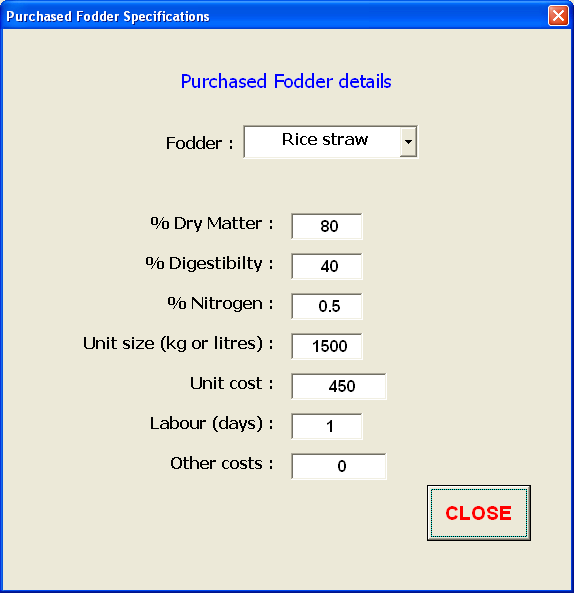 Purchased Fodder Specifications
Purchased Fodder details
Fodder : Rice straw
% Dry Matter : 80
% Digestibilty : 40
% Nitrogen : 0.5
Unit size (kg or litres) : 1500
Unit cost : 450
Labour (days) : 1
Other costs : 0
CLOSE